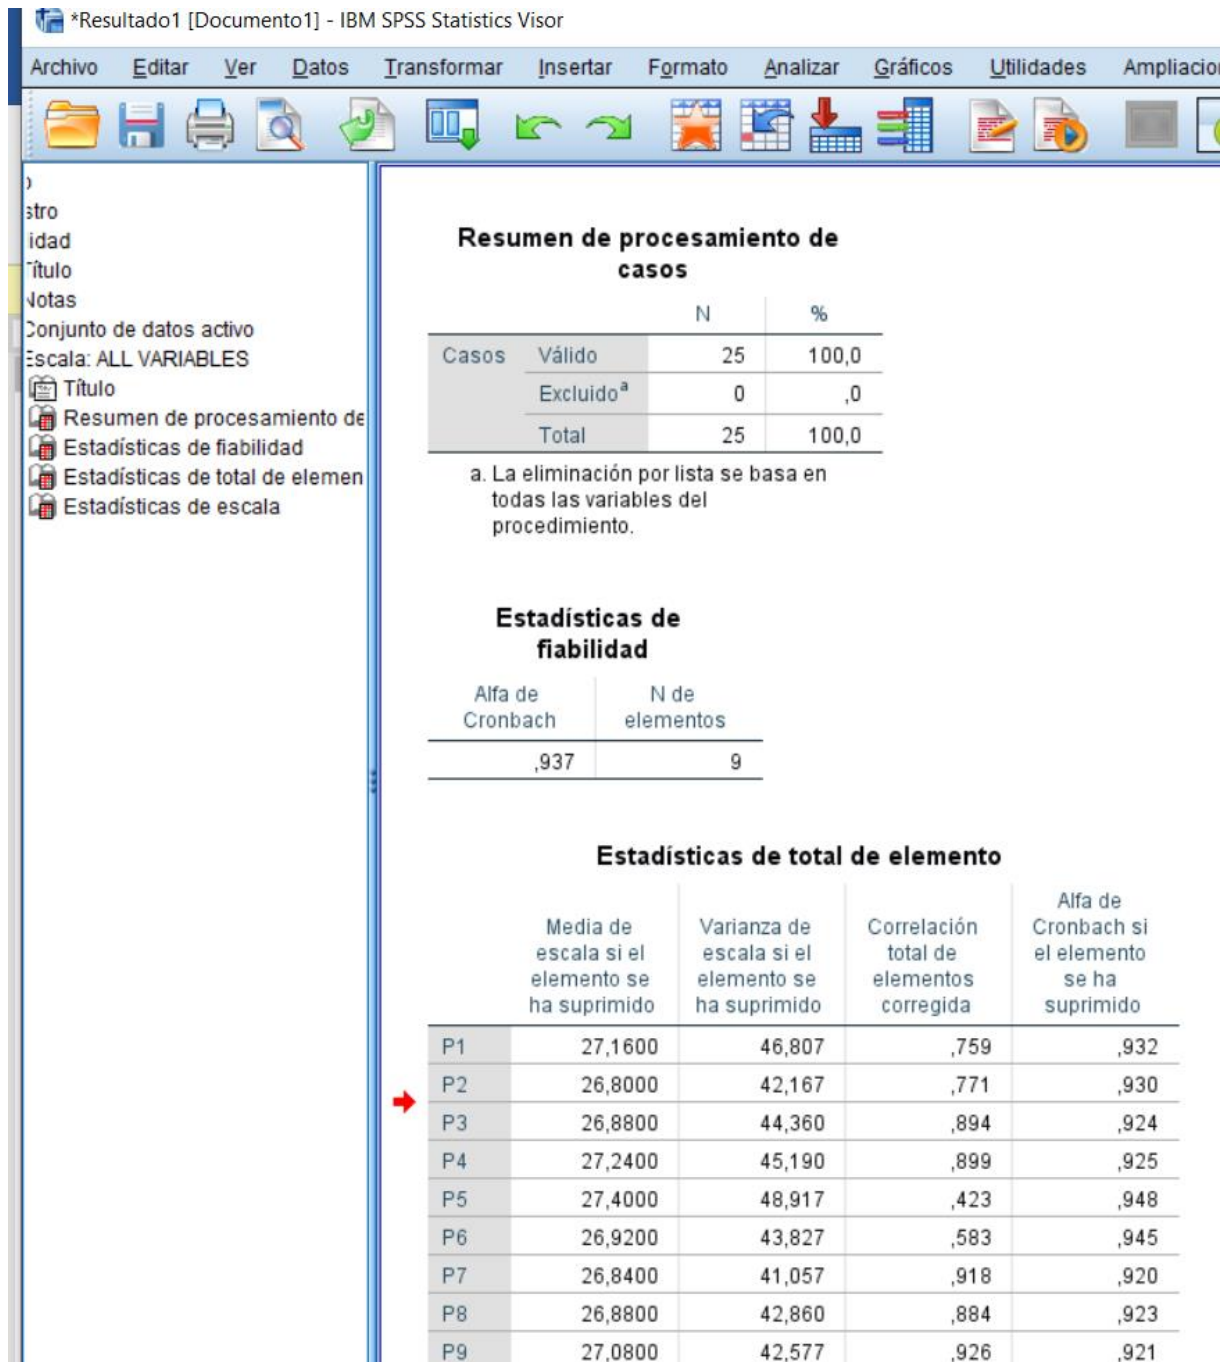 *Resultado1 [Documento1] - IBM SPSS Statistics Visor
Archivo Editar Ver Datos Transformar Insertar Formato Analizar Gráficos Utilidades Ampliacion
stro
idad
Título
Notas
Conjunto de datos activo
Escala: ALL VARIABLES
Título
Resumen de procesamiento de
Estadísticas de fiabilidad
Estadísticas de total de elemen
Estadísticas de escala
Resumen de procesamiento de
casos
N %
Casos Válido 25 100,0
Excluido^a 0 ,0
Total 25 100,0
a. La eliminación por lista se basa en
todas las variables del
procedimiento.
Estadísticas de
fiabilidad
Alfa de N de
Cronbach elementos
,937 9
Estadísticas de total de elemento
Alfa de
Media de Varianza de Correlación Cronbach si
escala si el escala si el total de el elemento
elemento se elemento se elementos se ha
ha suprimido ha suprimido corregida suprimido
P1 27,1600 46,807 ,759 ,932
P2 26,8000 42,167 ,771 ,930
P3 26,8800 44,360 ,894 ,924
P4 27,2400 45,190 ,899 ,925
P5 27,4000 48,917 ,423 ,948
P6 26,9200 43,827 ,583 ,945
P7 26,8400 41,057 ,918 ,920
P8 26,8800 42,860 ,884 ,923
P9 27,0800 42,577 ,926 ,921